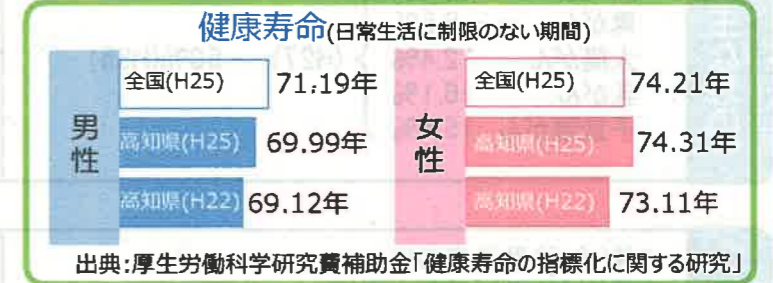 健康寿命(日常生活に制限のない期間)
男性
全国(H25) 71.19年
高知県(H25) 69.99年
高知県(H22) 69.12年
女性
全国(H25) 74.21年
高知県(H25) 74.31年
高知県(H22) 73.11年
出典:厚生労働科学研究費補助金「健康寿命の指標化に関する研究」